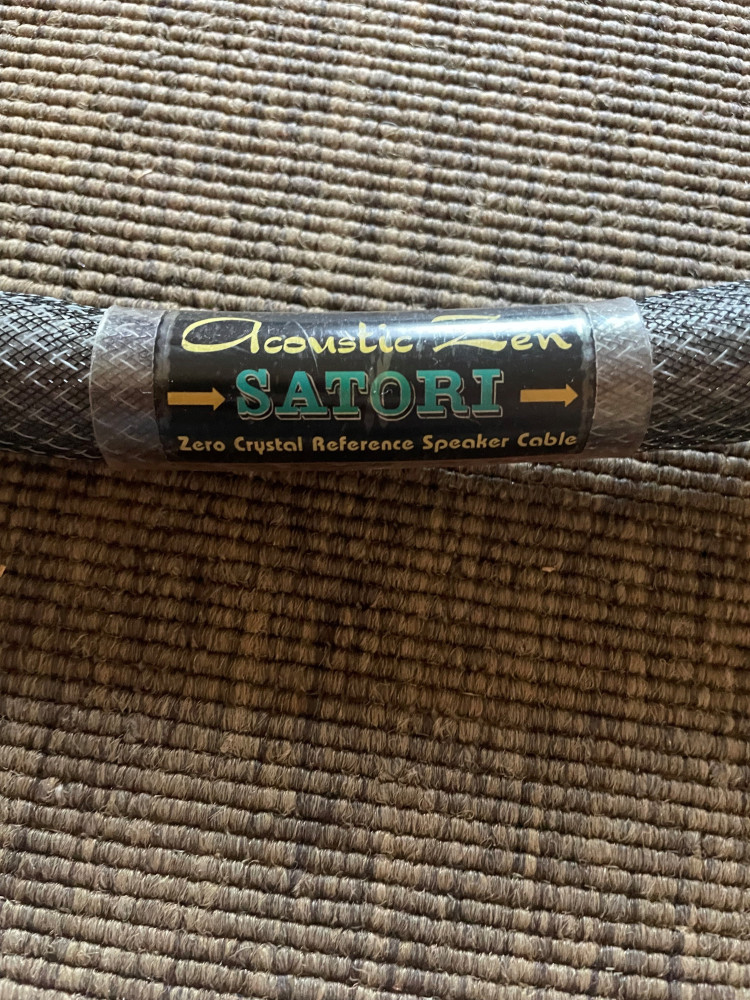 Acoustic Zen
SATORI
Zero Crystal Reference Speaker Cable